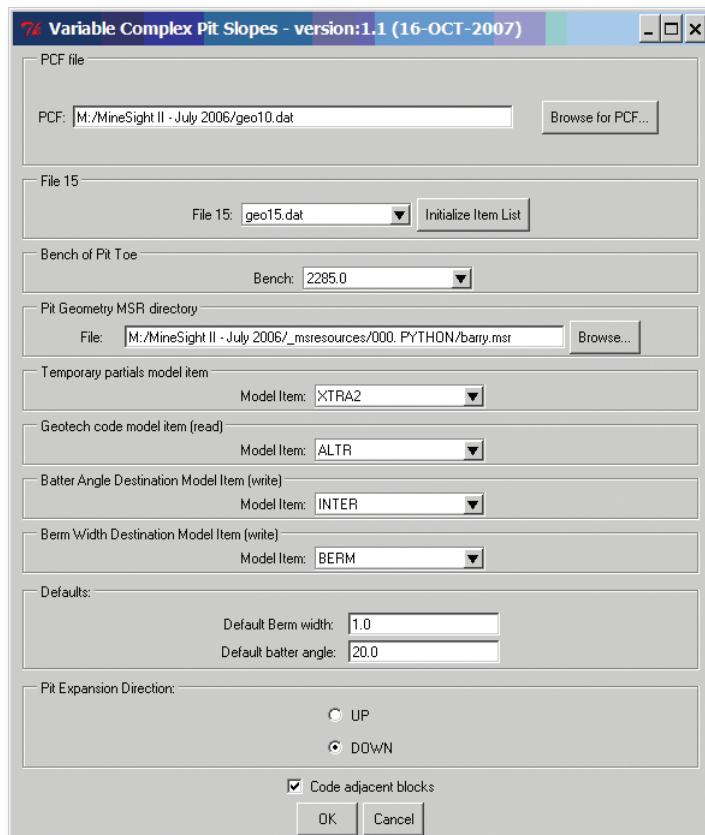 Variable Complex Pit Slopes - version:1.1 (16-OCT-2007)
PCF file
PCF: M:/MineSight II - July 2006/geo10.dat Browse for PCF...
File 15
File 15: geo15.dat Initialize Item List
Bench of Pit Toe
Bench: 2285.0
Pit Geometry MSR directory
File: M:/MineSight II - July 2006/_msresources/000. PYTHON/barry.msr Browse...
Temporary partials model item
Model Item: XTRA2
Geotech code model item (read)
Model Item: ALTR
Batter Angle Destination Model Item (write)
Model Item: INTER
Berm Width Destination Model Item (write)
Model Item: BERM
Defaults:
Default Berm width: 1.0
Default batter angle: 20.0
Pit Expansion Direction:
UP
DOWN
Code adjacent blocks
OK Cancel